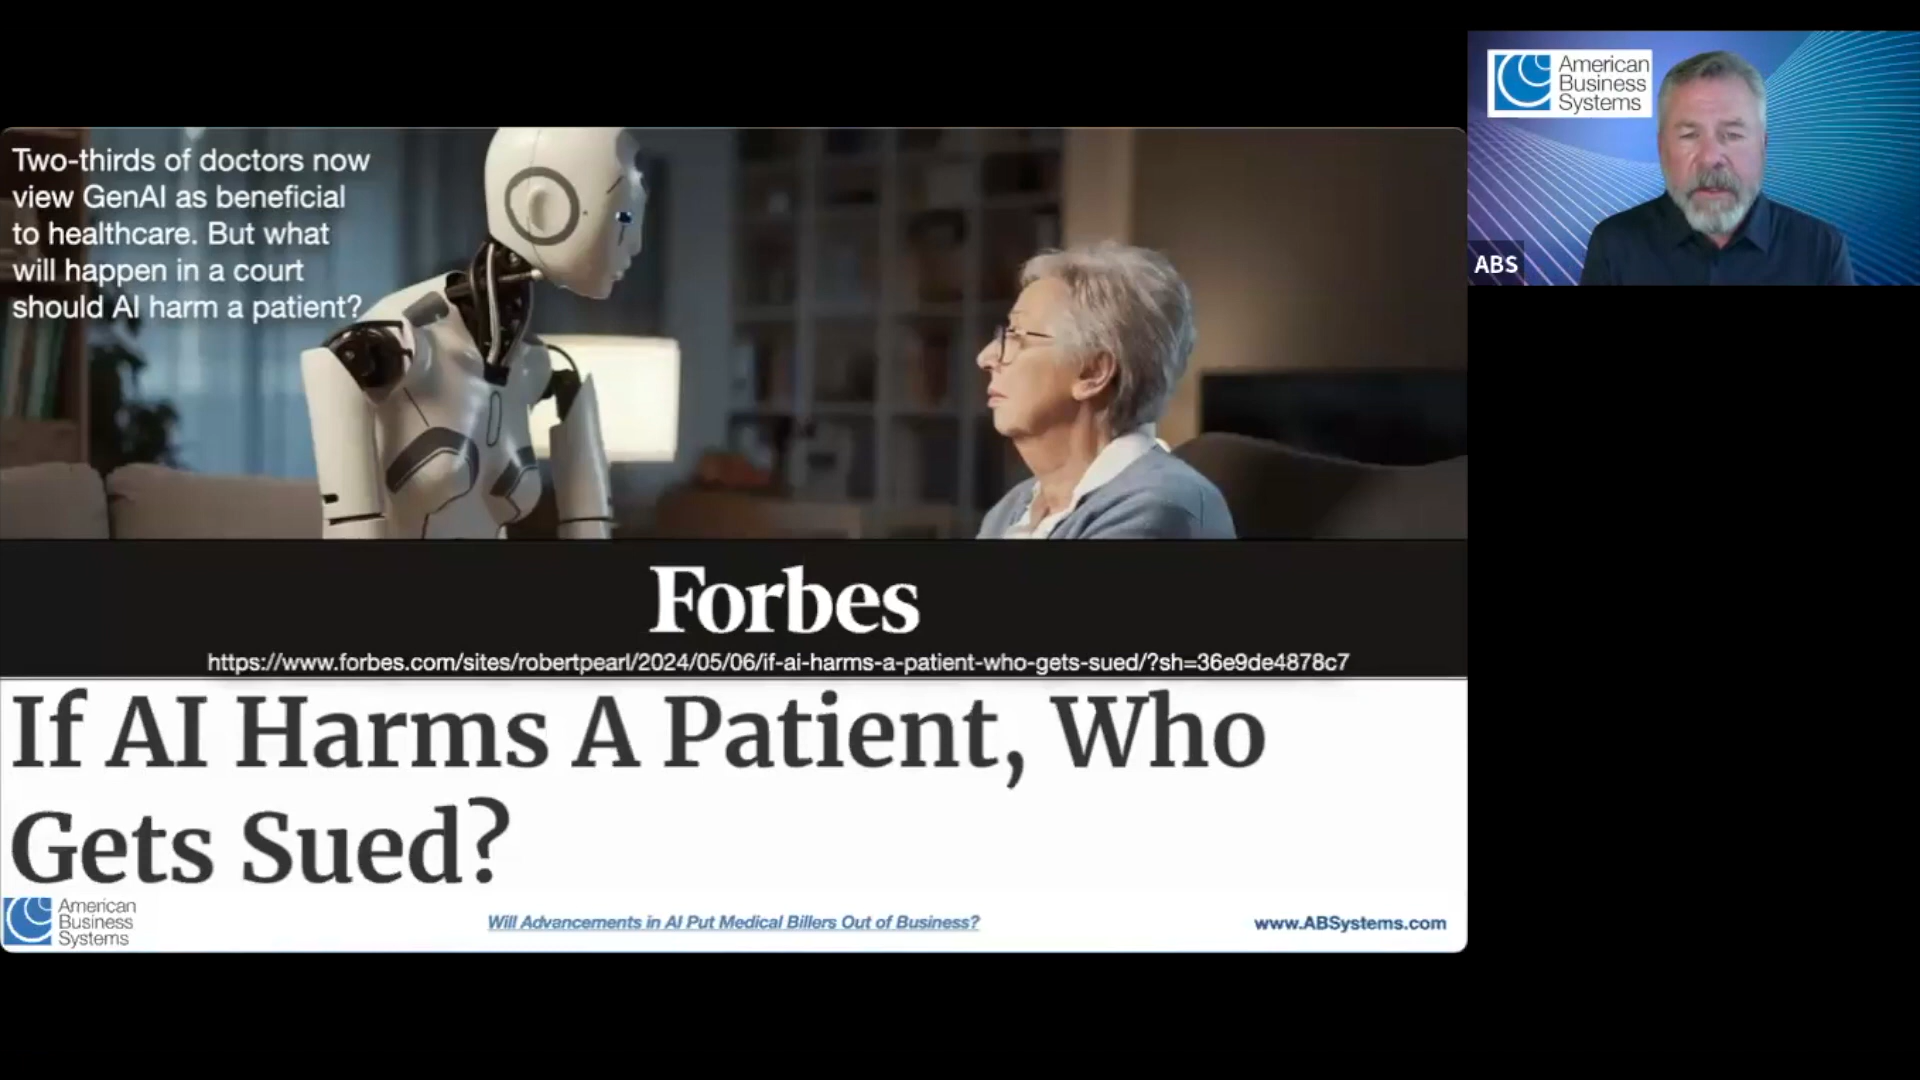 Two-thirds of doctors now
view GenAI as beneficial
to healthcare. But what
will happen in a court
should AI harm a patient?
American
Business
Systems
ABS
Forbes
https://www.forbes.com/sites/robertpearl/2024/05/06/if-ai-harms-a-patient-who-gets-sued/?sh=36e9de4878c7
If AI Harms A Patient, Who
Gets Sued?
American
Business
Systems
Will Advancements in AI Put Medical Billers Out of Business?
www.ABSystems.com